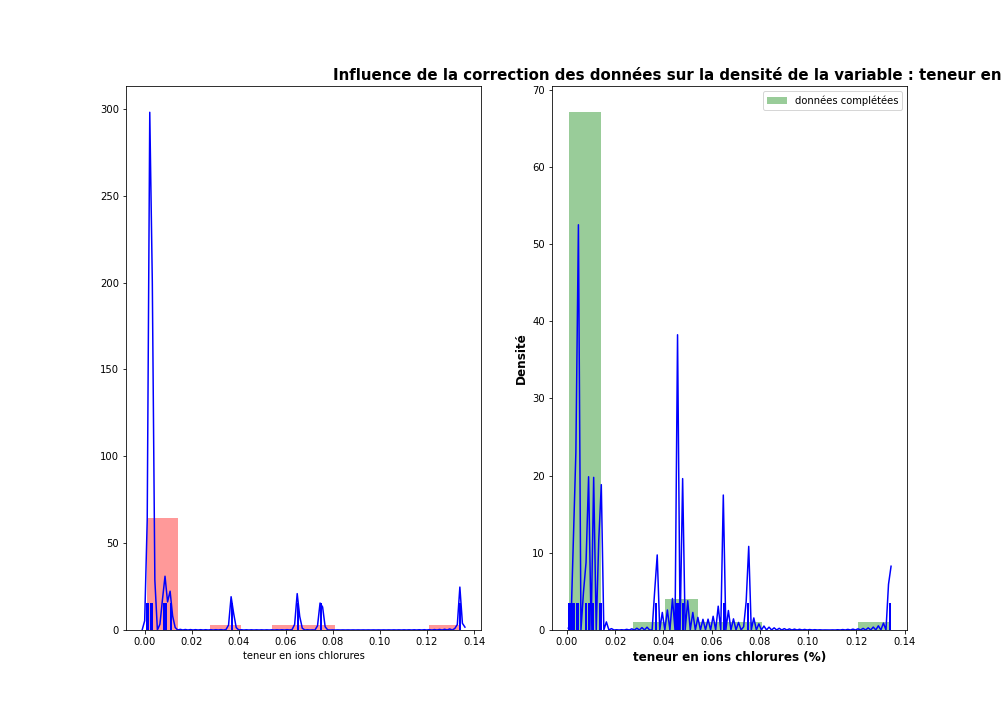 Influence de la correction des données sur la densité de la variable : teneur en
300
250
200
150
100
50
0
0.00 0.02 0.04 0.06 0.08 0.10 0.12 0.14
teneur en ions chlorures
données complétées
Densité
70
60
50
40
30
20
10
0
0.00 0.02 0.04 0.06 0.08 0.10 0.12 0.14
teneur en ions chlorures (%)